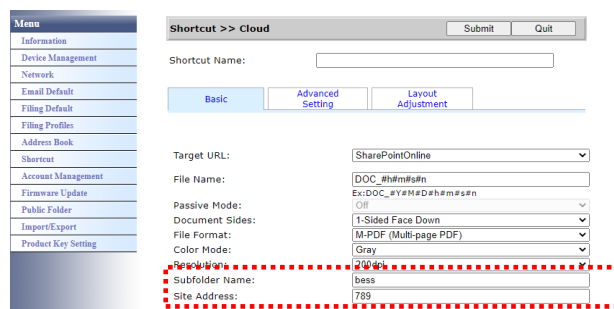 Menu
Information
Device Management
Network
Email Default
Filing Default
Filing Profiles
Address Book
Shortcut
Account Management
Firmware Update
Public Folder
Import/Export
Product Key Setting
Shortcut >> Cloud
Submit
Quit
Shortcut Name:
Basic
Advanced
Setting
Layout
Adjustment
Target URL: SharePointOnline
File Name: DOC_#h#m#s#n
Ex:DOC_#Y#M#D#h#m#s#n
Passive Mode: Off
Document Sides: 1-Sided Face Down
File Format: M-PDF (Multi-page PDF)
Color Mode: Gray
Resolution: 200dpi
Subfolder Name: bess
Site Address: 789